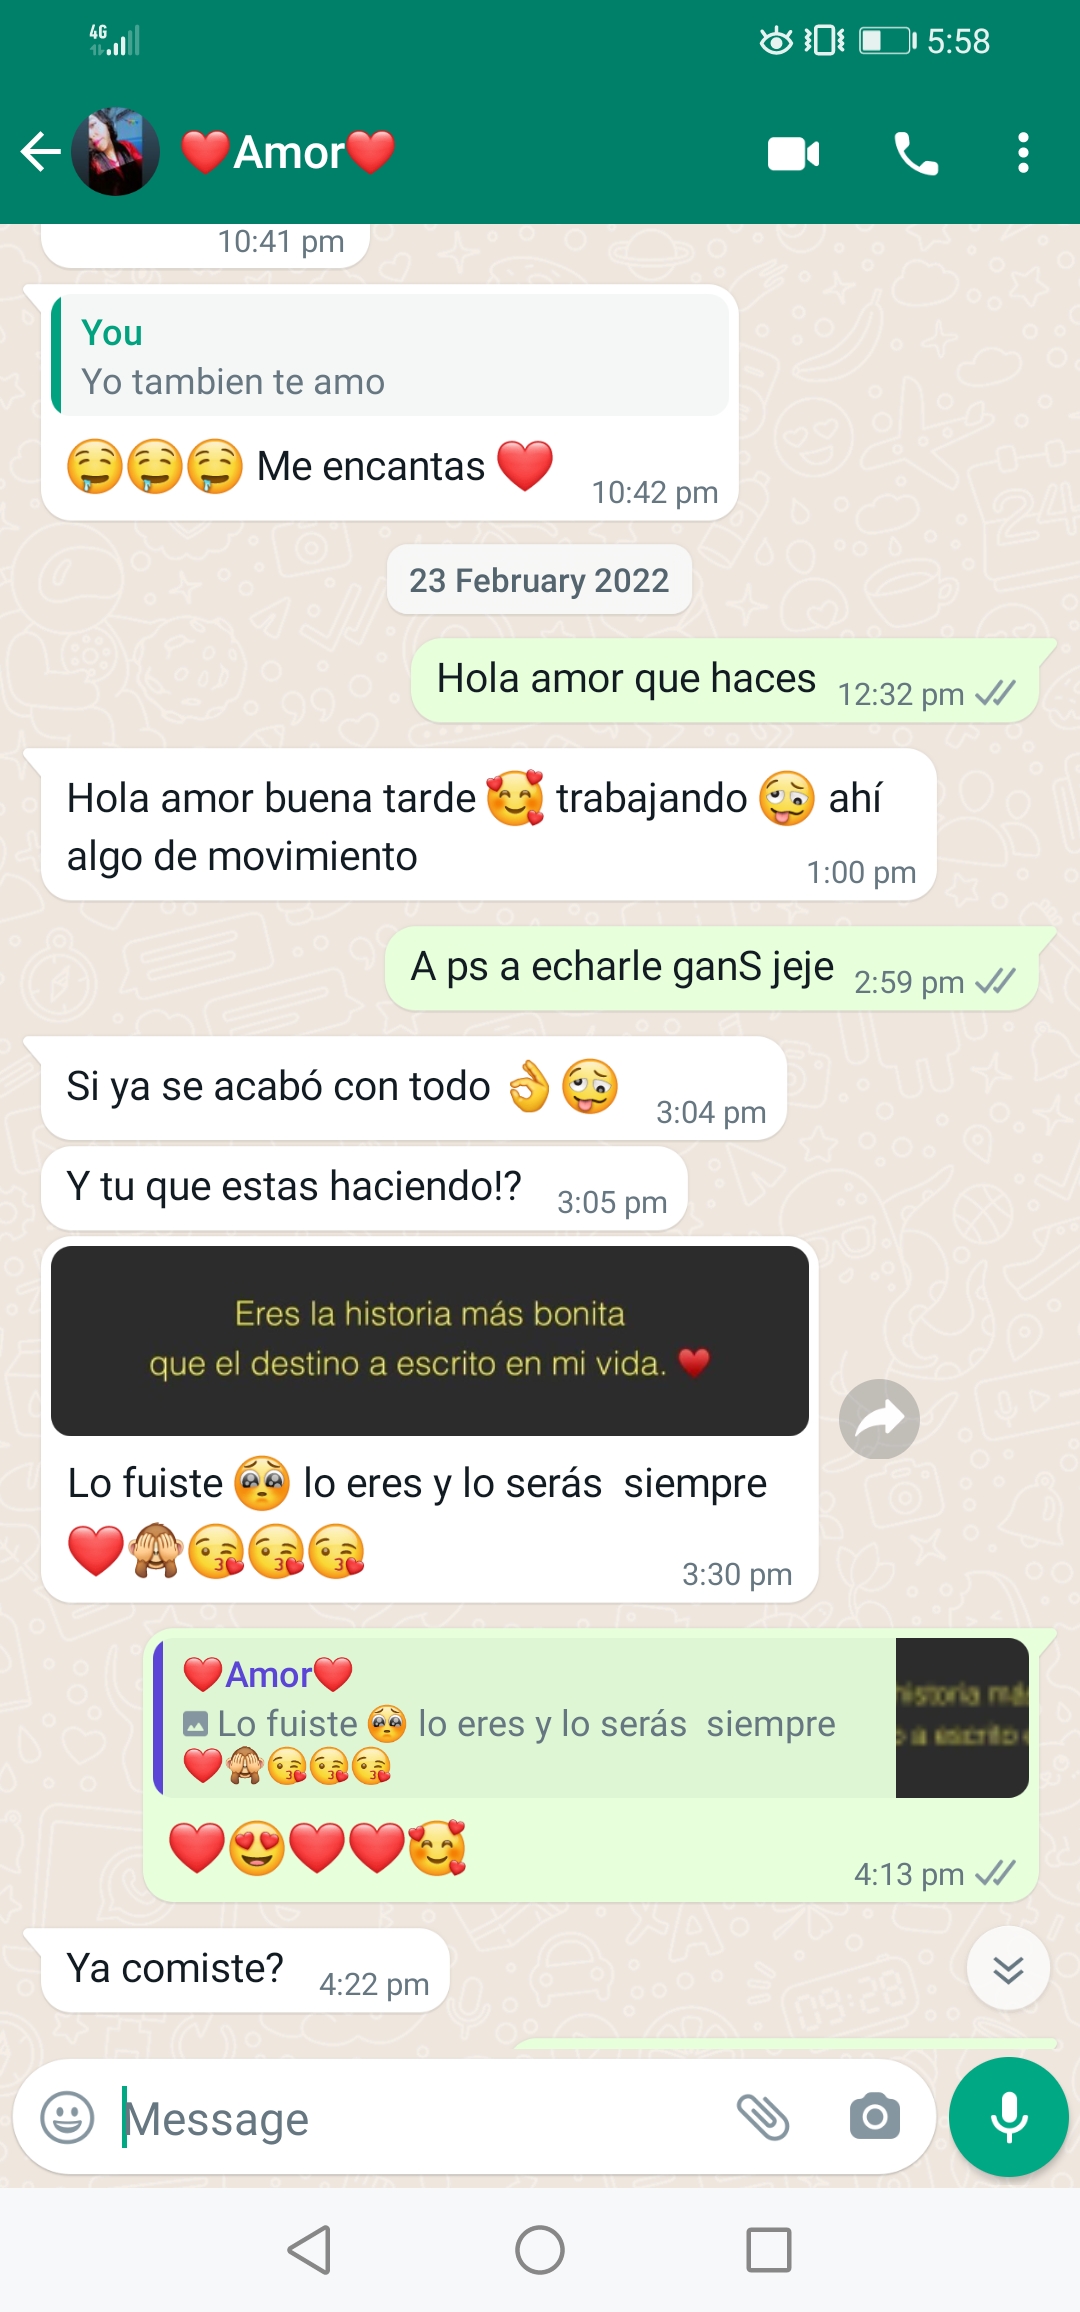 4G
5:58
❤️Amor❤️
10:41 pm
You
Yo tambien te amo
🤤🤤🤤 Me encantas ❤️
10:42 pm
23 February 2022
Hola amor que haces
12:32 pm
Hola amor buena tarde 🥰 trabajando 🥴 ahí
algo de movimiento
1:00 pm
A ps a echarle ganS jeje
2:59 pm
Si ya se acabó con todo 👌🥴
3:04 pm
Y tu que estas haciendo!?
3:05 pm
Eres la historia más bonita
que el destino a escrito en mi vida. ♥️
Lo fuiste 🥺 lo eres y lo serás siempre
❤️🙈😘😘😘
3:30 pm
❤️Amor❤️
Lo fuiste 🥺 lo eres y lo serás siempre
❤️🙈😘😘😘
historia má
o a escrito
❤️😍❤️❤️🥰
4:13 pm
Ya comiste?
4:22 pm
Message